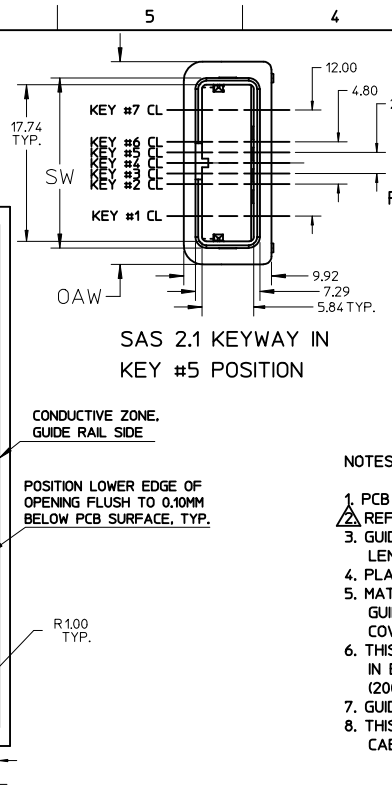 5 4
12.00
4.80
KEY #7 CL
17.74
TYP.
KEY #6 CL
KEY #5 CL
KEY #4 CL
KEY #3 CL
KEY #2 CL
SW
KEY #1 CL
9.92
OAW
7.29
5.84 TYP.
SAS 2.1 KEYWAY IN
KEY #5 POSITION
CONDUCTIVE ZONE,
GUIDE RAIL SIDE
POSITION LOWER EDGE OF
OPENING FLUSH TO 0.10MM
BELOW PCB SURFACE, TYP.
R1.00
TYP.
NOTES
1. PCB
2. REF
3. GUID
LEN
4. PLA
5. MAT
GUI
COV
6. THIS
IN E
(200
7. GUID
8. THIS
CAB